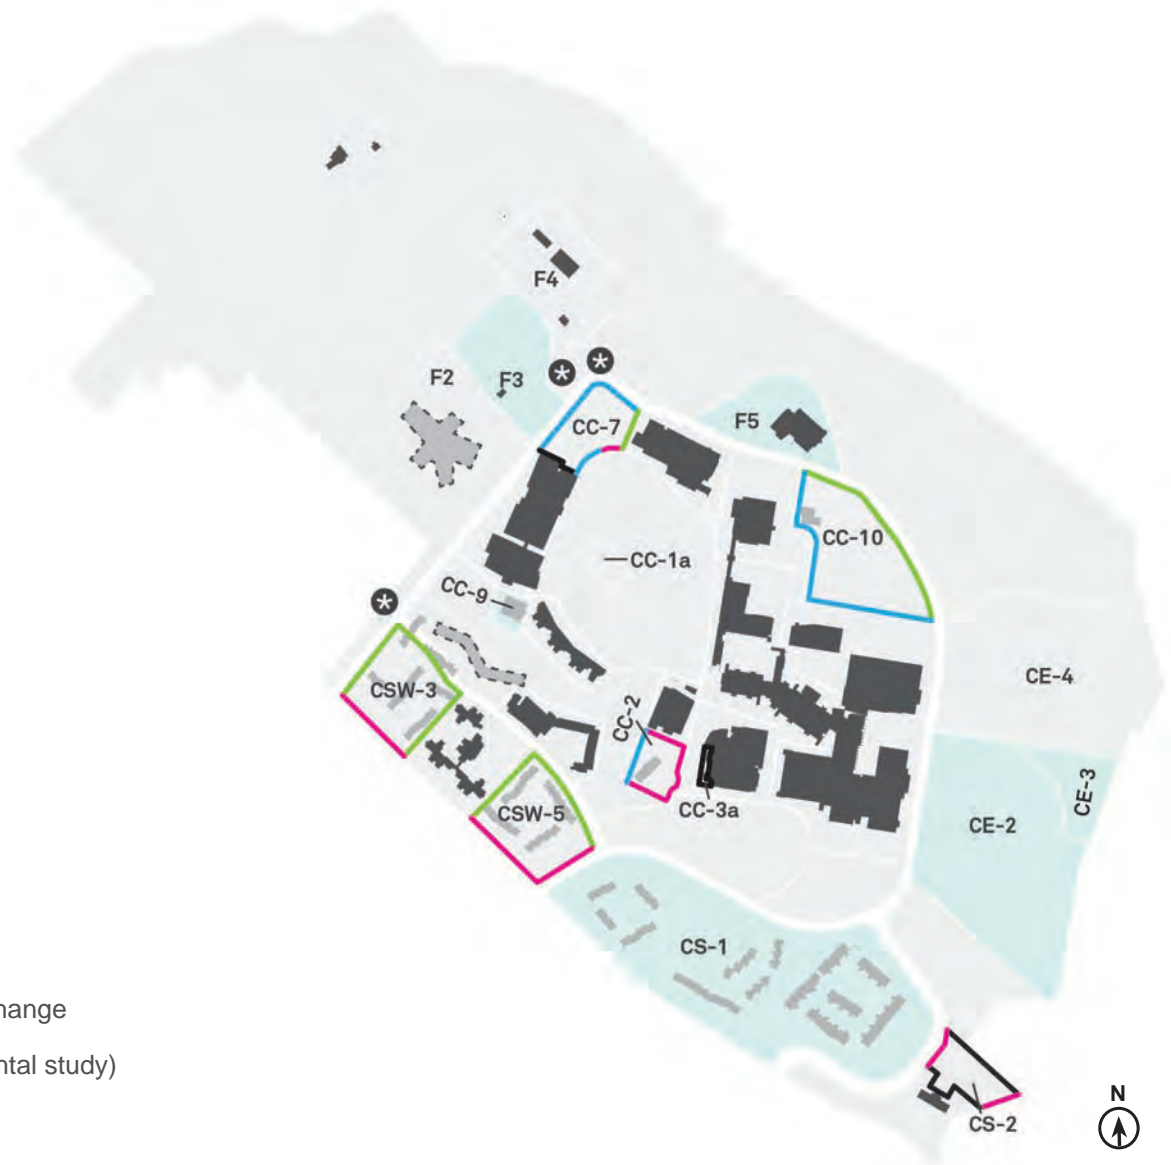 F4
F2
F3
F5
CC-7
CC-10
CC-1a
CC-9
CE-4
CSW-3
CC-2
CE-3
CC-3a
CSW-5
CE-2
CS-1
hange
ntal study)
N
CS-2